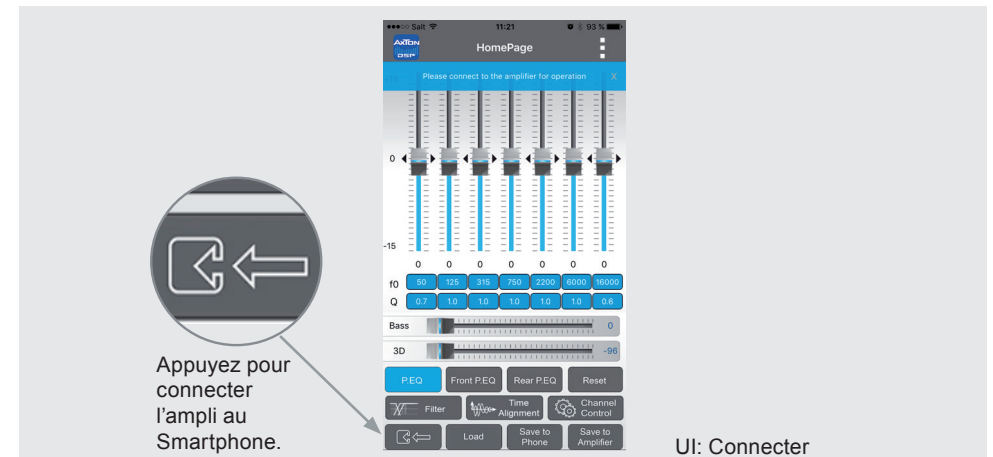 ●●●○○ Salt 11:21 93 %
AXTON
DSP
HomePage
Please connect to the amplifier for operation X
0
-15
0 0 0 0 0 0 0
f0 50 125 315 750 2200 6000 16000
Q 0.7 1.0 1.0 1.0 1.0 1.0 0.6
Bass 0
3D -96
P.EQ Front P.EQ Rear P.EQ Reset
Filter Time Alignment Channel Control
Load Save to Phone Save to Amplifier
Appuyez pour
connecter
l'ampli au
Smartphone.
UI: Connecter